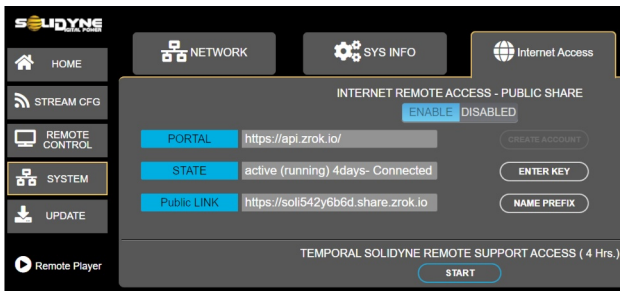 SOLIDYNE
DIGITAL POWER
NETWORK
SYS INFO
Internet Access
HOME
STREAM CFG
REMOTE
CONTROL
SYSTEM
UPDATE
Remote Player
INTERNET REMOTE ACCESS - PUBLIC SHARE
ENABLE DISABLED
PORTAL https://api.zrok.io/ CREATE ACCOUNT
STATE active (running) 4days- Connected ENTER KEY
Public LINK https://soli542y6b6d.share.zrok.io NAME PREFIX
TEMPORAL SOLIDYNE REMOTE SUPPORT ACCESS ( 4 Hrs.)
START